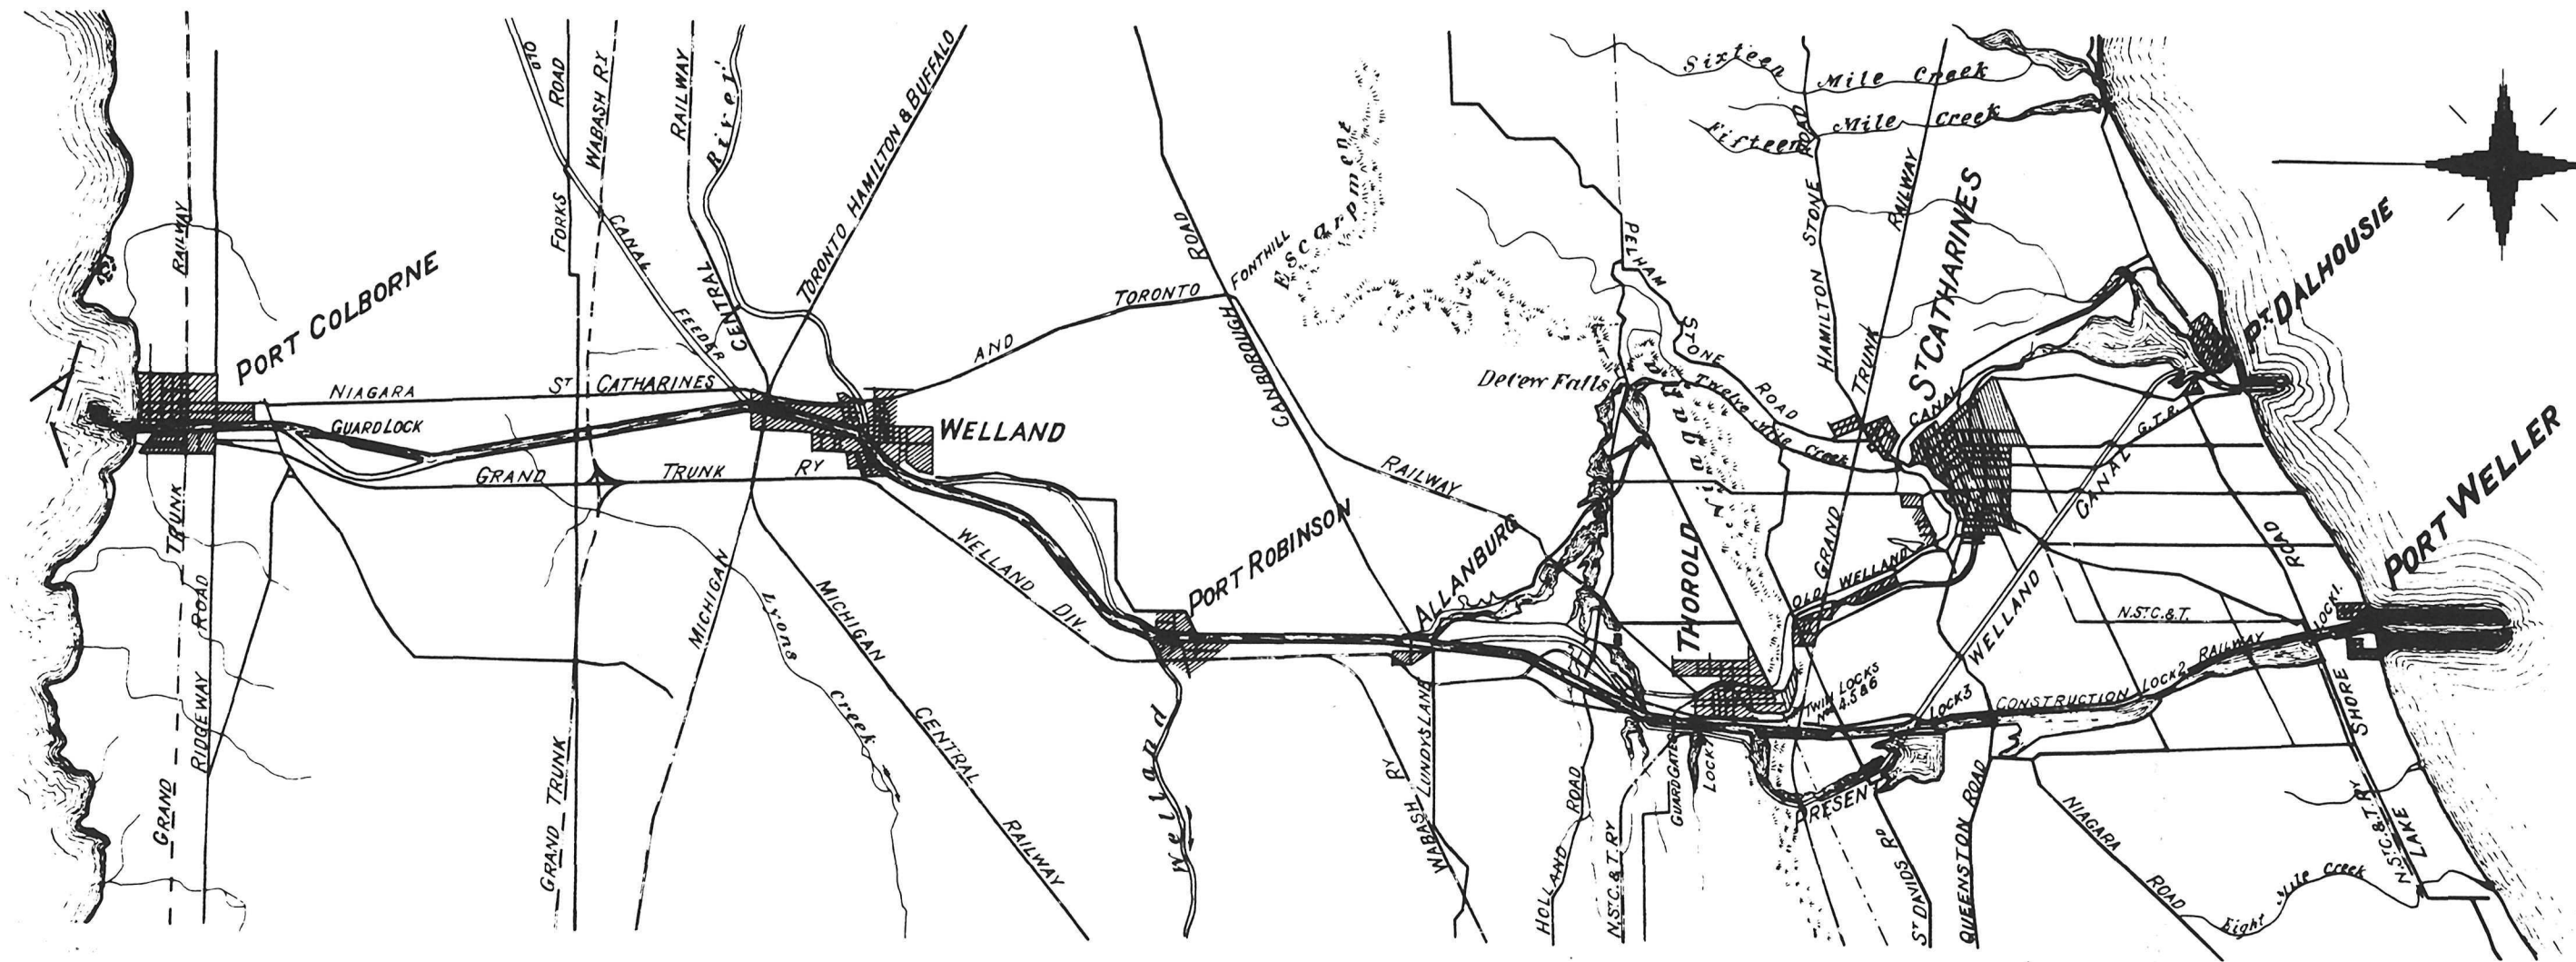 Sixteen Mile Creek
Fifteen Mile Creek
OLD
ROAD
WABASH RY
RAILWAY
River
TORONTO HAMILTON & BUFFALO
RAILWAY
FORKS
CANAL
FEEDER
CENTRAL
ROAD
FONTHILL
Escarpment
PELHAM
STONE
ROAD
HAMILTON STONE ROAD
RAILWAY
ST CATHARINES
PT. DALHOUSIE
PORT COLBORNE
NIAGARA
ST CATHARINES
AND
TORONTO
CANBOROUGH
Decew Falls
Twelve Mile Creek
TRUNK
CANAL
G.T.R.
GUARD LOCK
WELLAND
GRAND
TRUNK
RY
RAILWAY
Niagara
PORT WELLER
TRUNK
ROAD
RIDGEWAY
GRAND
MICHIGAN
Lyons
Creek
MICHIGAN
CENTRAL
RAILWAY
WELLAND DIV.
PORT ROBINSON
ALLANBURG
THOROLD
GRAND
OLD WELLAND
WELLAND
CANAL
ROAD
N.ST.C.&T.
LOCK 1
RAILWAY
LOCK 2
CONSTRUCTION
LOCK 3
TWIN LOCKS
Nos 4.5&6
GRAND TRUNK
Welland
RY
WABASH
LUNDYS LANE
HOLLAND
ROAD
N.ST.C.&T.RY
GUARD GATES
LOCK 7
PRESENT
ST DAVIDS RD
QUEENSTON ROAD
NIAGARA
ROAD
SHORE
LAKE
N.ST.C.&T. RY
Eight Mile Creek